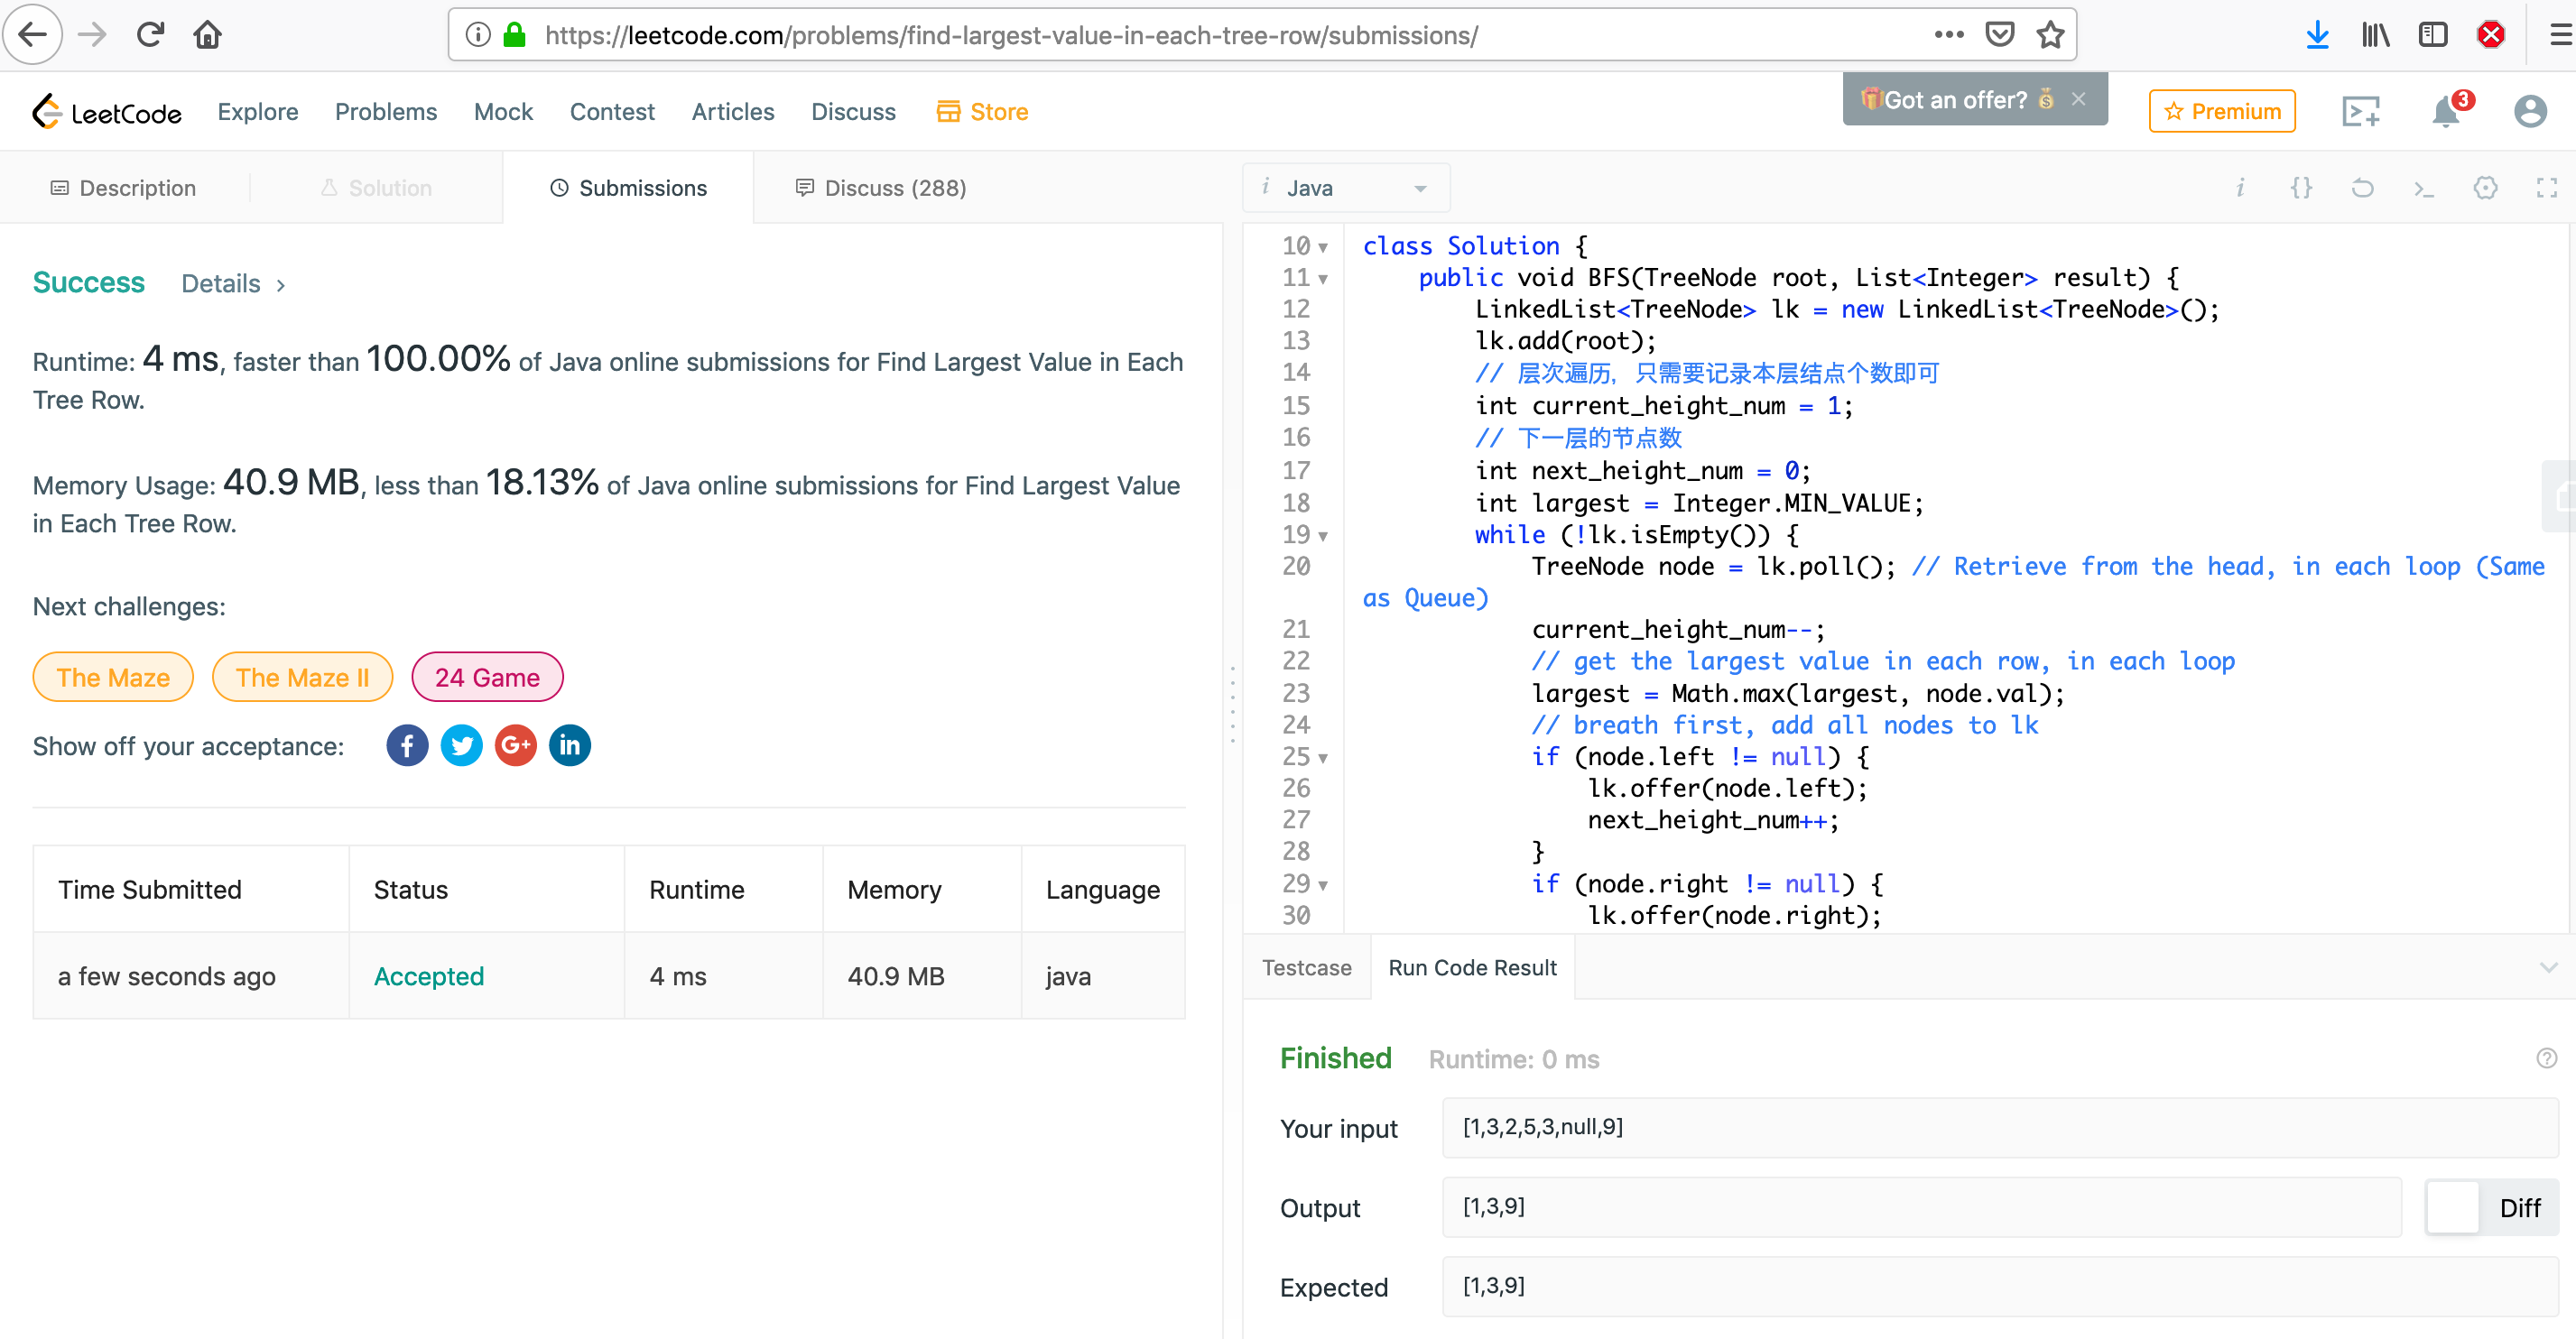 https://leetcode.com/problems/find-largest-value-in-each-tree-row/submissions/
LeetCode
Explore
Problems
Mock
Contest
Articles
Discuss
Store
Got an offer?
Premium
3
Description
Solution
Submissions
Discuss (288)
Success
Details
Runtime: 4 ms, faster than 100.00% of Java online submissions for Find Largest Value in Each
Tree Row.
Memory Usage: 40.9 MB, less than 18.13% of Java online submissions for Find Largest Value
in Each Tree Row.
Next challenges:
The Maze
The Maze II
24 Game
Show off your acceptance:
Time Submitted Status Runtime Memory Language
a few seconds ago Accepted 4 ms 40.9 MB java
i Java
10 class Solution {
11 public void BFS(TreeNode root, List<Integer> result) {
12 LinkedList<TreeNode> lk = new LinkedList<TreeNode>();
13 lk.add(root);
14 // 层次遍历，只需要记录本层结点个数即可
15 int current_height_num = 1;
16 // 下一层的节点数
17 int next_height_num = 0;
18 int largest = Integer.MIN_VALUE;
19 while (!lk.isEmpty()) {
20 TreeNode node = lk.poll(); // Retrieve from the head, in each loop (Same
as Queue)
21 current_height_num--;
22 // get the largest value in each row, in each loop
23 largest = Math.max(largest, node.val);
24 // breath first, add all nodes to lk
25 if (node.left != null) {
26 lk.offer(node.left);
27 next_height_num++;
28 }
29 if (node.right != null) {
30 lk.offer(node.right);
Testcase
Run Code Result
Finished
Runtime: 0 ms
Your input
[1,3,2,5,3,null,9]
Output
[1,3,9]
Diff
Expected
[1,3,9]